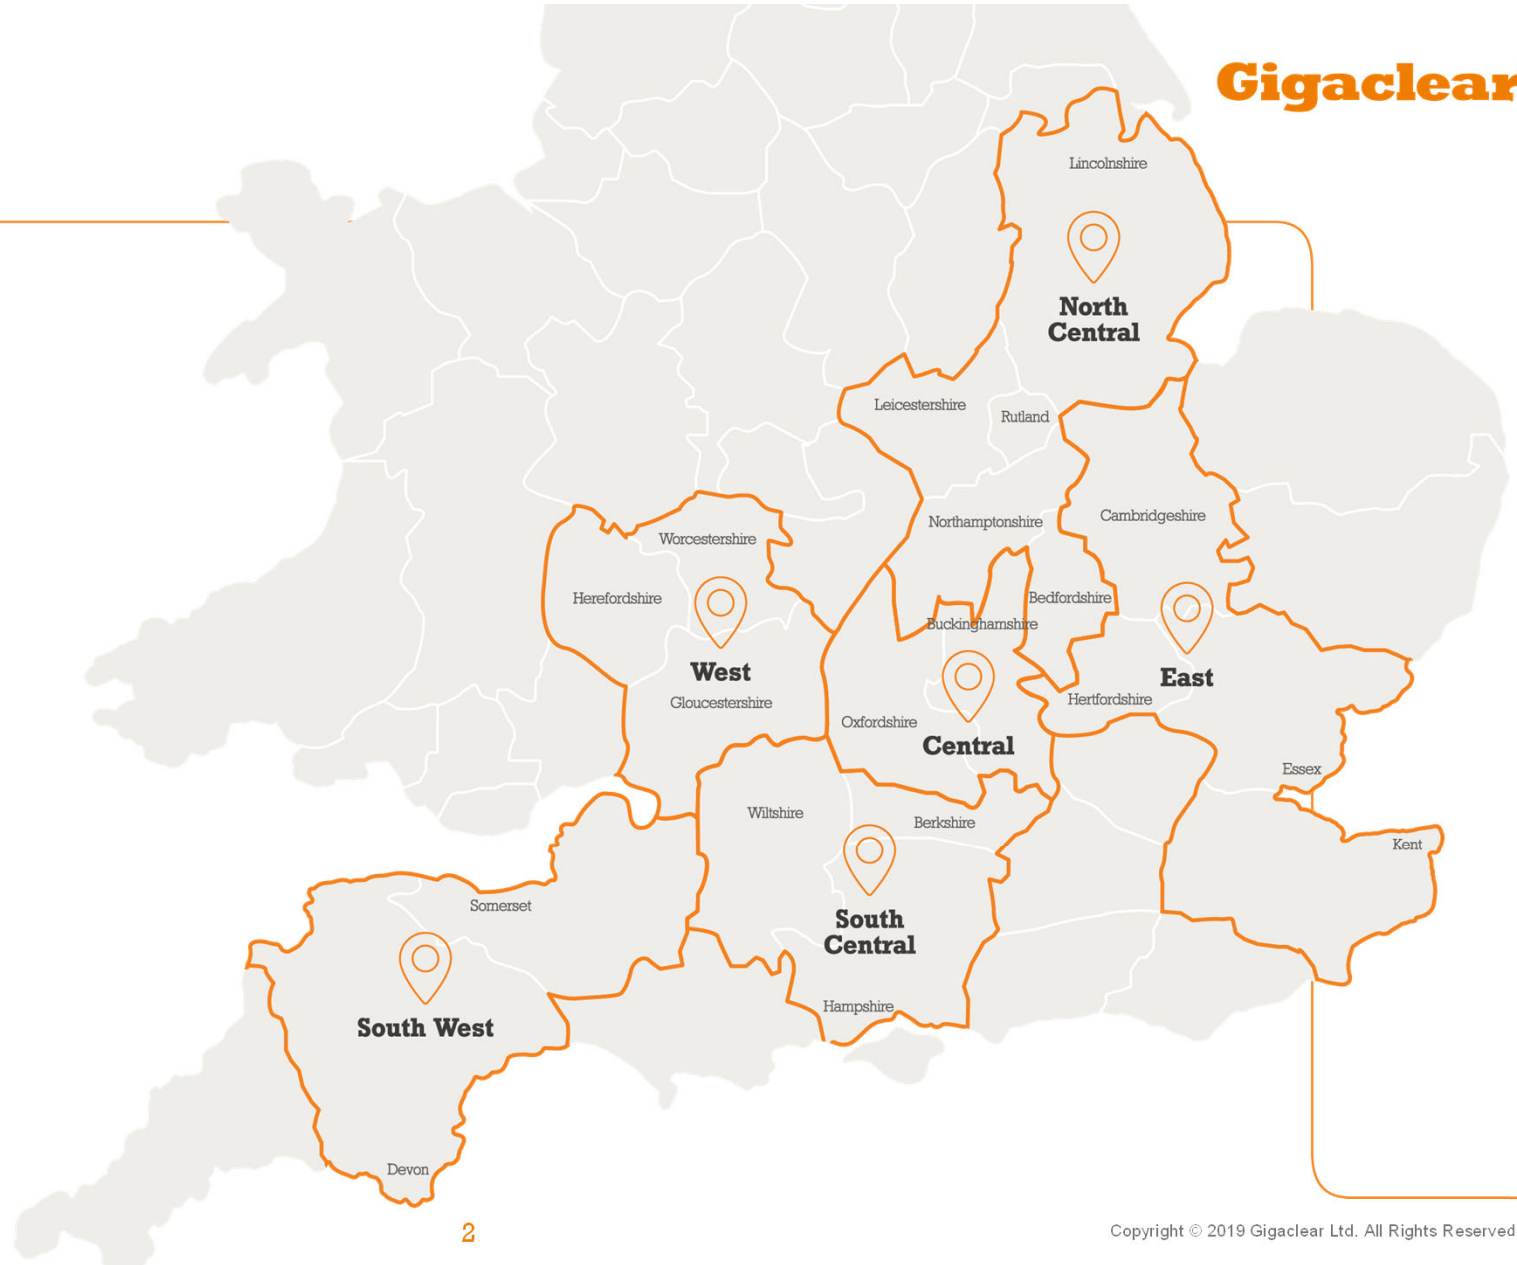 Gigaclear
Lincolnshire
North
Central
Leicestershire
Rutland
Northamptonshire
Cambridgeshire
Worcestershire
Herefordshire
Bedfordshire
Buckinghamshire
West
East
Gloucestershire
Hertfordshire
Oxfordshire
Central
Essex
Wiltshire
Berkshire
Kent
Somerset
South
Central
Hampshire
South West
Devon
2
Copyright © 2019 Gigaclear Ltd. All Rights Reserved